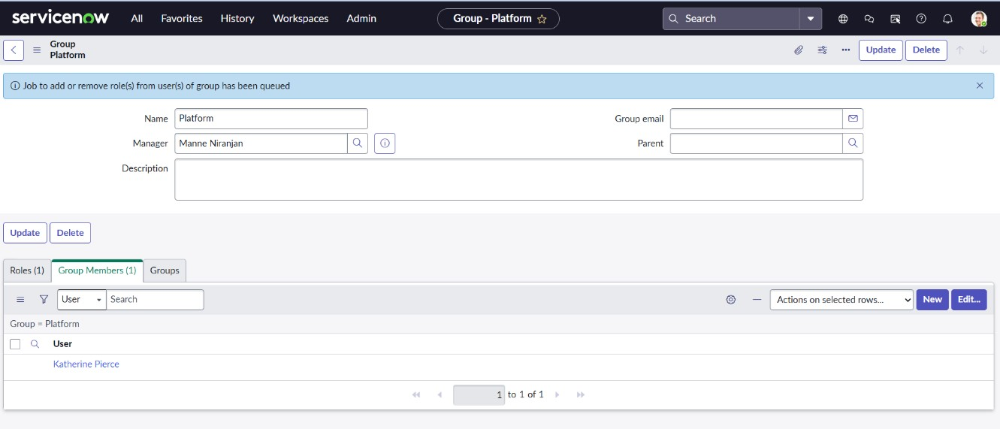 servicenow All Favorites History Workspaces Admin Group - Platform Search
Group
Platform
Update Delete
Job to add or remove role(s) from user(s) of group has been queued
Name Platform Group email
Manager Manne Niranjan Parent
Description
Update Delete
Roles (1) Group Members (1) Groups
User Search Actions on selected rows... New Edit...
Group = Platform
User
Katherine Pierce
1 to 1 of 1